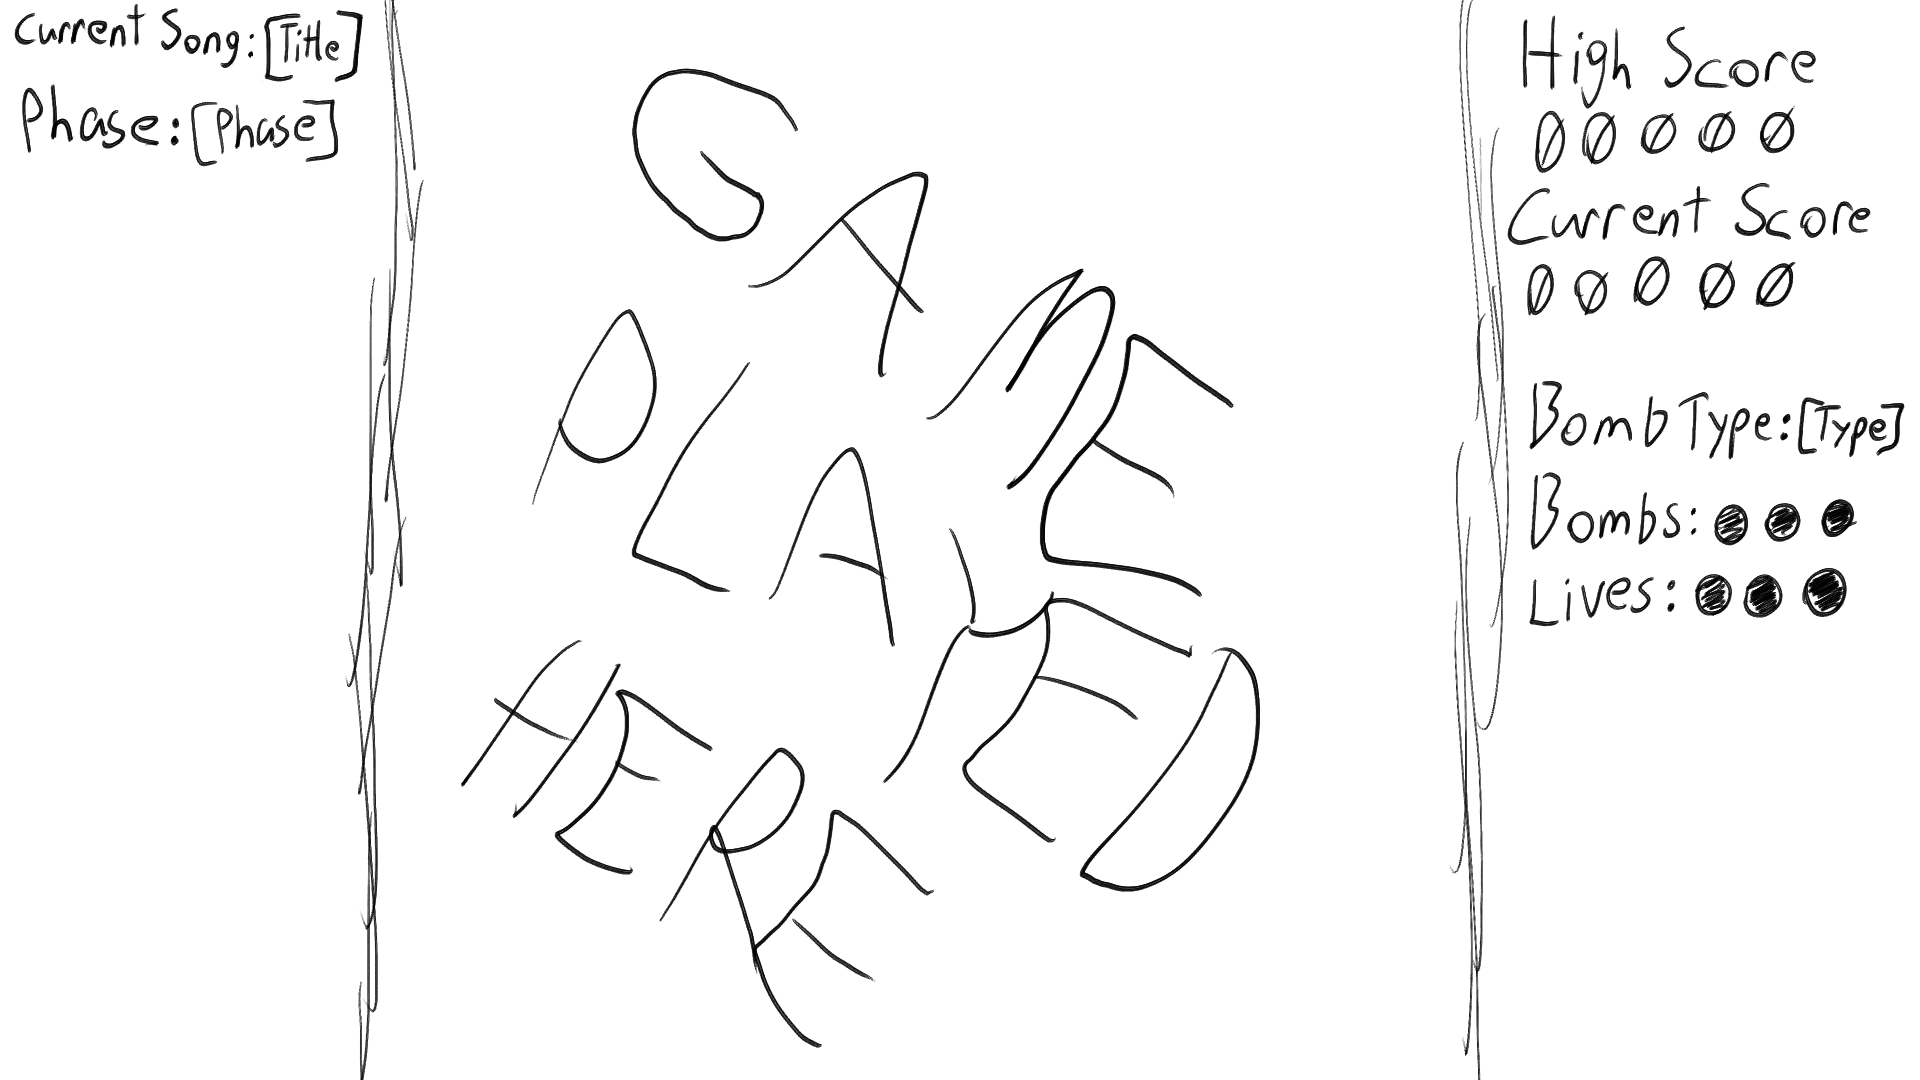 Current Song: [Title]
Phase: [Phase]
GAME
PLAYED
HERE
High Score
00000
Current Score
00000
Bomb Type: [Type]
Bombs:
Lives: